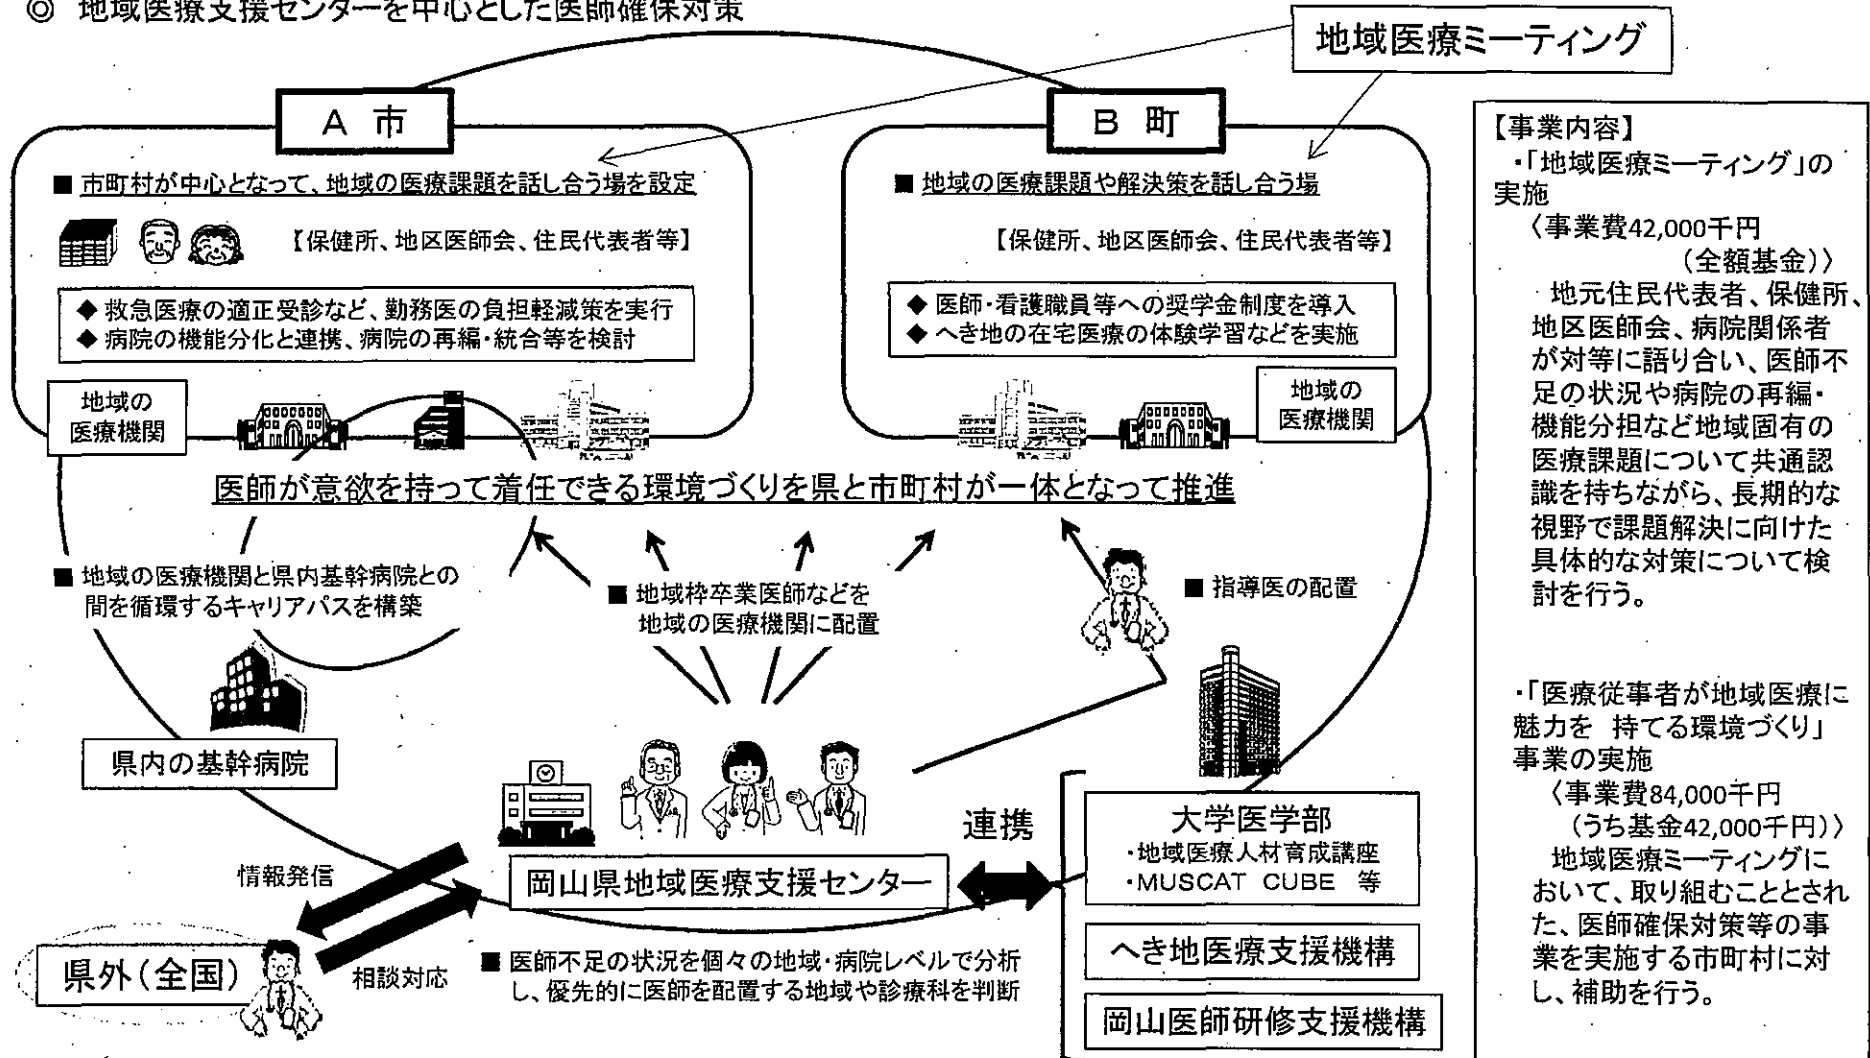 ◎ 地域医療支援センターを中心とした医師確保対策
地域医療ミーティング
A 市
■ 市町村が中心となって、地域の医療課題を話し合う場を設定
【保健所、地区医師会、住民代表者等】
◆ 救急医療の適正受診など、勤務医の負担軽減策を実行
◆ 病院の機能分化と連携、病院の再編・統合等を検討
地域の
医療機関
B 町
■ 地域の医療課題や解決策を話し合う場
【保健所、地区医師会、住民代表者等】
◆ 医師・看護職員等への奨学金制度を導入
◆ へき地の在宅医療の体験学習などを実施
地域の
医療機関
医師が意欲を持って着任できる環境づくりを県と市町村が一体となって推進
■ 地域の医療機関と県内基幹病院との
間を循環するキャリアパスを構築
■ 地域枠卒業医師などを
地域の医療機関に配置
■ 指導医の配置
県内の基幹病院
岡山県地域医療支援センター
連携
大学医学部
・地域医療人材育成講座
・MUSCAT CUBE 等
へき地医療支援機構
岡山医師研修支援機構
情報発信
県外(全国)
相談対応
■ 医師不足の状況を個々の地域・病院レベルで分析
し、優先的に医師を配置する地域や診療科を判断
【事業内容】
・「地域医療ミーティング」の
実施
〈事業費42,000千円
(全額基金)〉
地元住民代表者、保健所、
地区医師会、病院関係者
が対等に語り合い、医師不
足の状況や病院の再編・
機能分担など地域固有の
医療課題について共通認
識を持ちながら、長期的な
視野で課題解決に向けた
具体的な対策について検
討を行う。
・「医療従事者が地域医療に
魅力を 持てる環境づくり」
事業の実施
〈事業費84,000千円
(うち基金42,000千円)〉
地域医療ミーティングに
おいて、取り組むこととされ
た、医師確保対策等の事
業を実施する市町村に対
し、補助を行う。